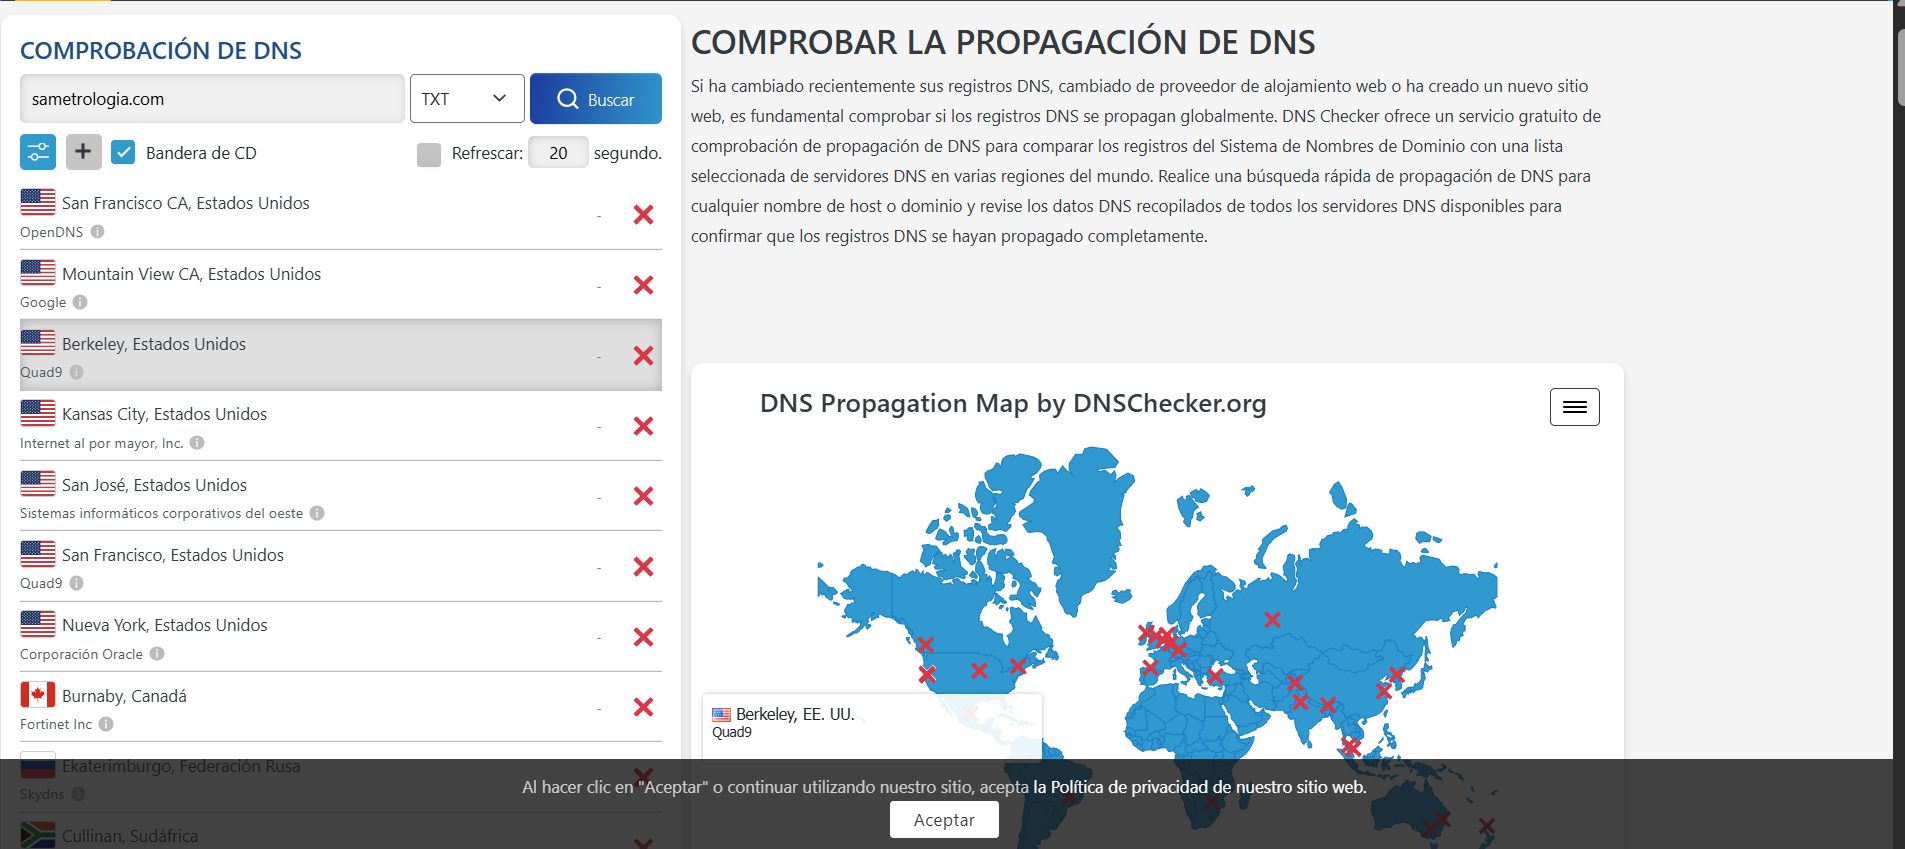 COMPROBACIÓN DE DNS
sametrologia.com
TXT
Buscar
Bandera de CD
Refrescar:
20
segundo.
San Francisco CA, Estados Unidos
-
OpenDNS
Mountain View CA, Estados Unidos
-
Google
Berkeley, Estados Unidos
-
Quad9
Kansas City, Estados Unidos
-
Internet al por mayor, Inc.
San José, Estados Unidos
-
Sistemas informáticos corporativos del oeste
San Francisco, Estados Unidos
-
Quad9
Nueva York, Estados Unidos
-
Corporación Oracle
Burnaby, Canadá
-
Fortinet Inc
Ekaterimburgo, Federación Rusa
Skydns
Cullinan, Sudáfrica
COMPROBAR LA PROPAGACIÓN DE DNS
Si ha cambiado recientemente sus registros DNS, cambiado de proveedor de alojamiento web o ha creado un nuevo sitio
web, es fundamental comprobar si los registros DNS se propagan globalmente. DNS Checker ofrece un servicio gratuito de
comprobación de propagación de DNS para comparar los registros del Sistema de Nombres de Dominio con una lista
seleccionada de servidores DNS en varias regiones del mundo. Realice una búsqueda rápida de propagación de DNS para
cualquier nombre de host o dominio y revise los datos DNS recopilados de todos los servidores DNS disponibles para
confirmar que los registros DNS se hayan propagado completamente.
DNS Propagation Map by DNSChecker.org
Berkeley, EE. UU.
Quad9
Al hacer clic en "Aceptar" o continuar utilizando nuestro sitio, acepta la Política de privacidad de nuestro sitio web.
Aceptar